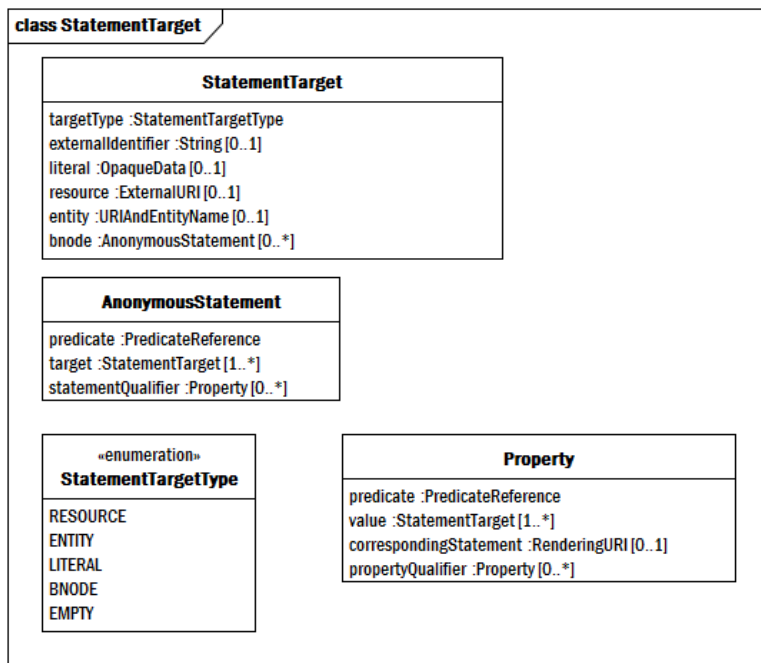 class StatementTarget
StatementTarget
targetType :StatementTargetType
externalIdentifier :String [0..1]
literal :OpaqueData [0..1]
resource :ExternalURI [0..1]
entity :URIAndEntityName [0..1]
bnode :AnonymousStatement [0..*]
AnonymousStatement
predicate :PredicateReference
target :StatementTarget [1..*]
statementQualifier :Property [0..*]
«enumeration»
StatementTargetType
RESOURCE
ENTITY
LITERAL
BNODE
EMPTY
Property
predicate :PredicateReference
value :StatementTarget [1..*]
correspondingStatement :RenderingURI [0..1]
propertyQualifier :Property [0..*]